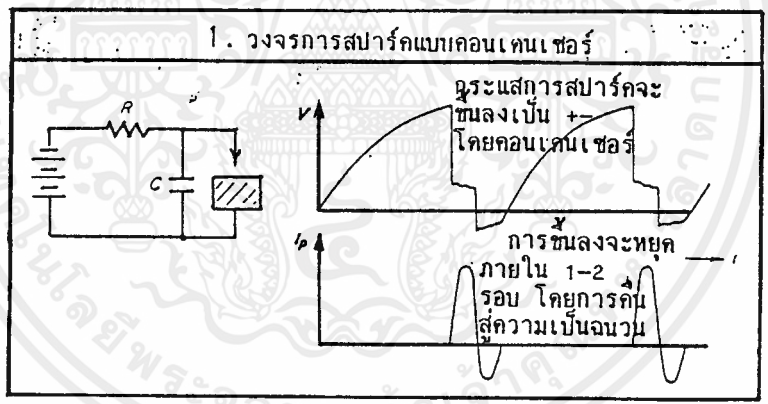 1. วงจรการสปาร์คแบบคอนเดนเซอร์
R
C
V
กระแสการสปาร์คจะ
ขึ้นลงเป็น +-
โดยคอนเดนเซอร์
Ip
การขึ้นลงจะหยุด
ภายใน 1-2
รอบ โดยการคืน
สู่ความเป็นฉนวน